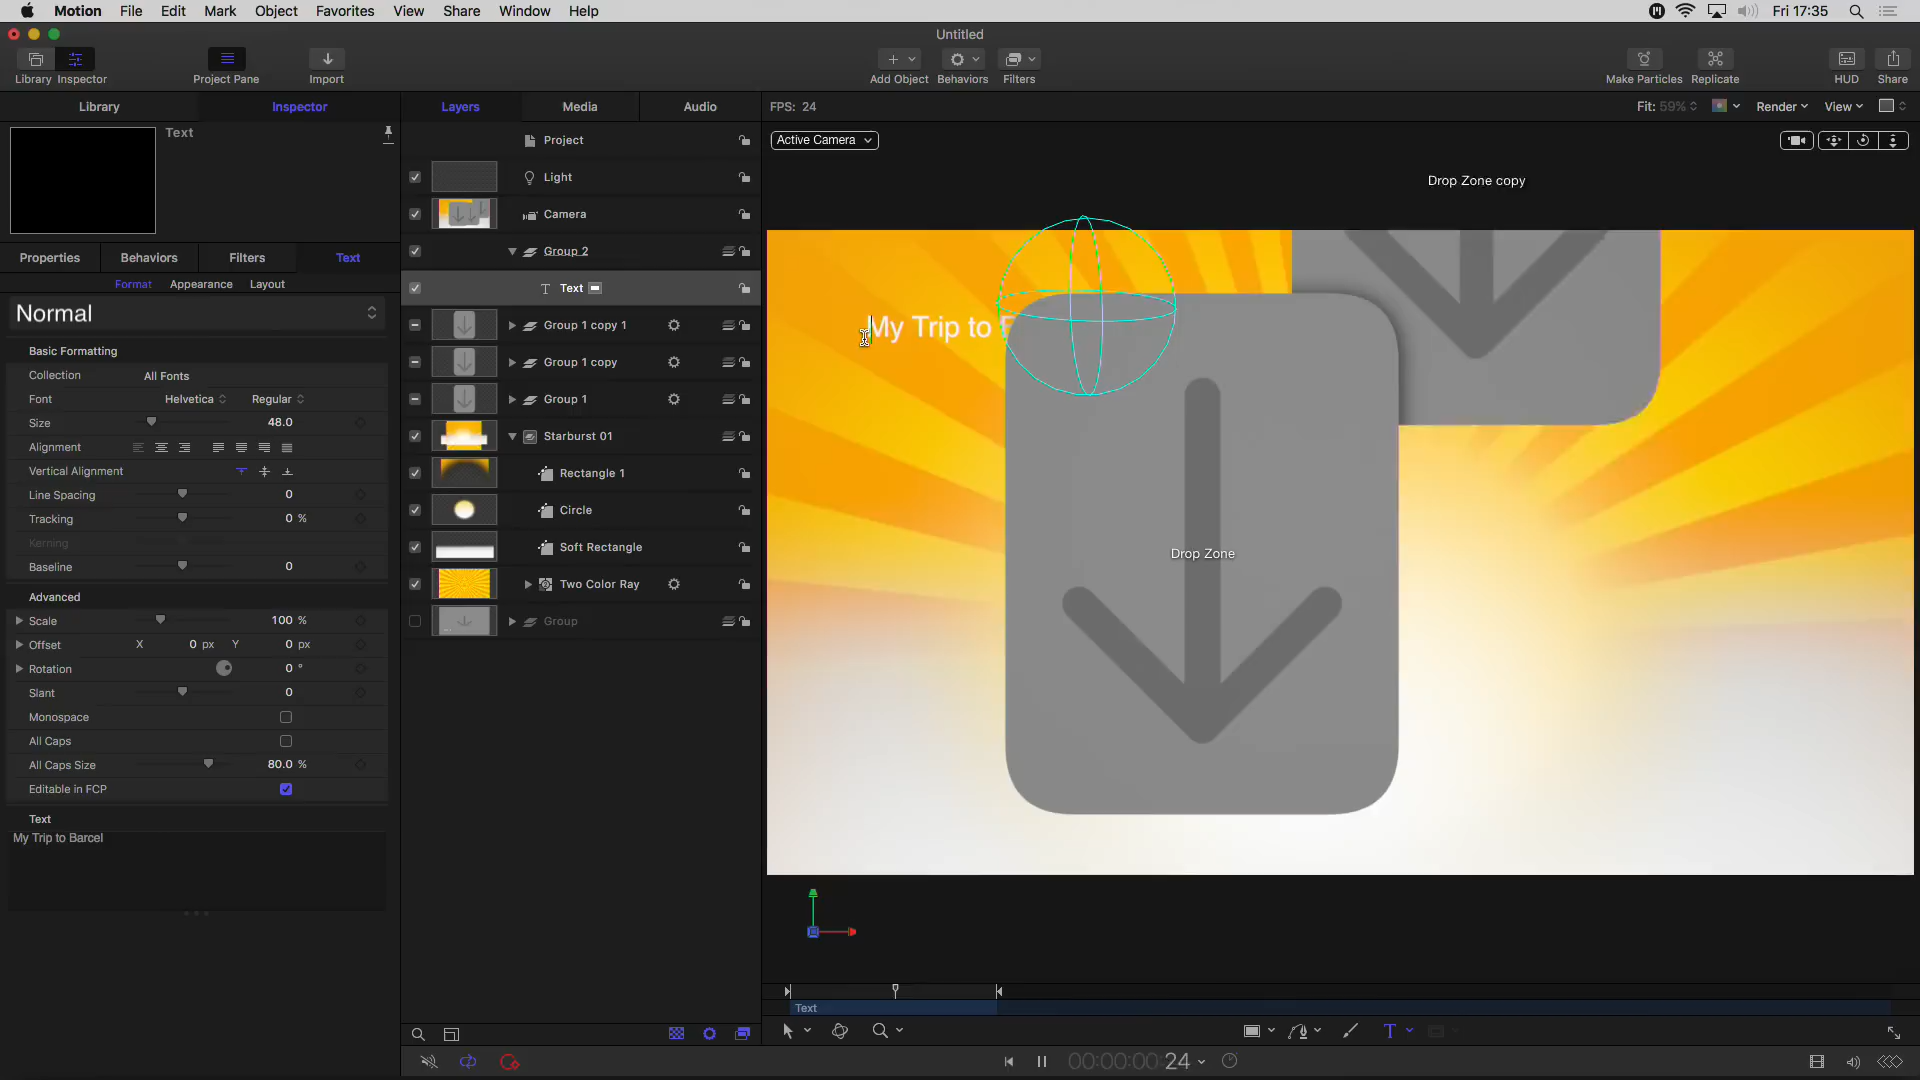 Motion File Edit Mark Object Favorites View Share Window Help Fri 17:35
Untitled
Library Inspector Project Pane Import Add Object Behaviors Filters Make Particles Replicate HUD Share
Library Inspector Layers Media Audio FPS: 24 Fit: 59% Render View
Text
Project
Active Camera
Light
Drop Zone copy
Camera
Properties Behaviors Filters Text
Group 2
Format Appearance Layout
Text
Normal
Group 1 copy 1
My Trip to
Basic Formatting
Group 1 copy
Collection All Fonts
Font Helvetica Regular
Group 1
Size 48.0
Starburst 01
Alignment
Vertical Alignment
Rectangle 1
Line Spacing 0
Circle
Tracking 0 %
Kerning
Soft Rectangle
Drop Zone
Baseline 0
Two Color Ray
Advanced
Scale 100 %
Group
Offset X 0 px Y 0 px
Rotation 0 °
Slant 0
Monospace
All Caps
All Caps Size 80.0 %
Editable in FCP
Text
My Trip to Barcel
Text
T
00:00:00:24